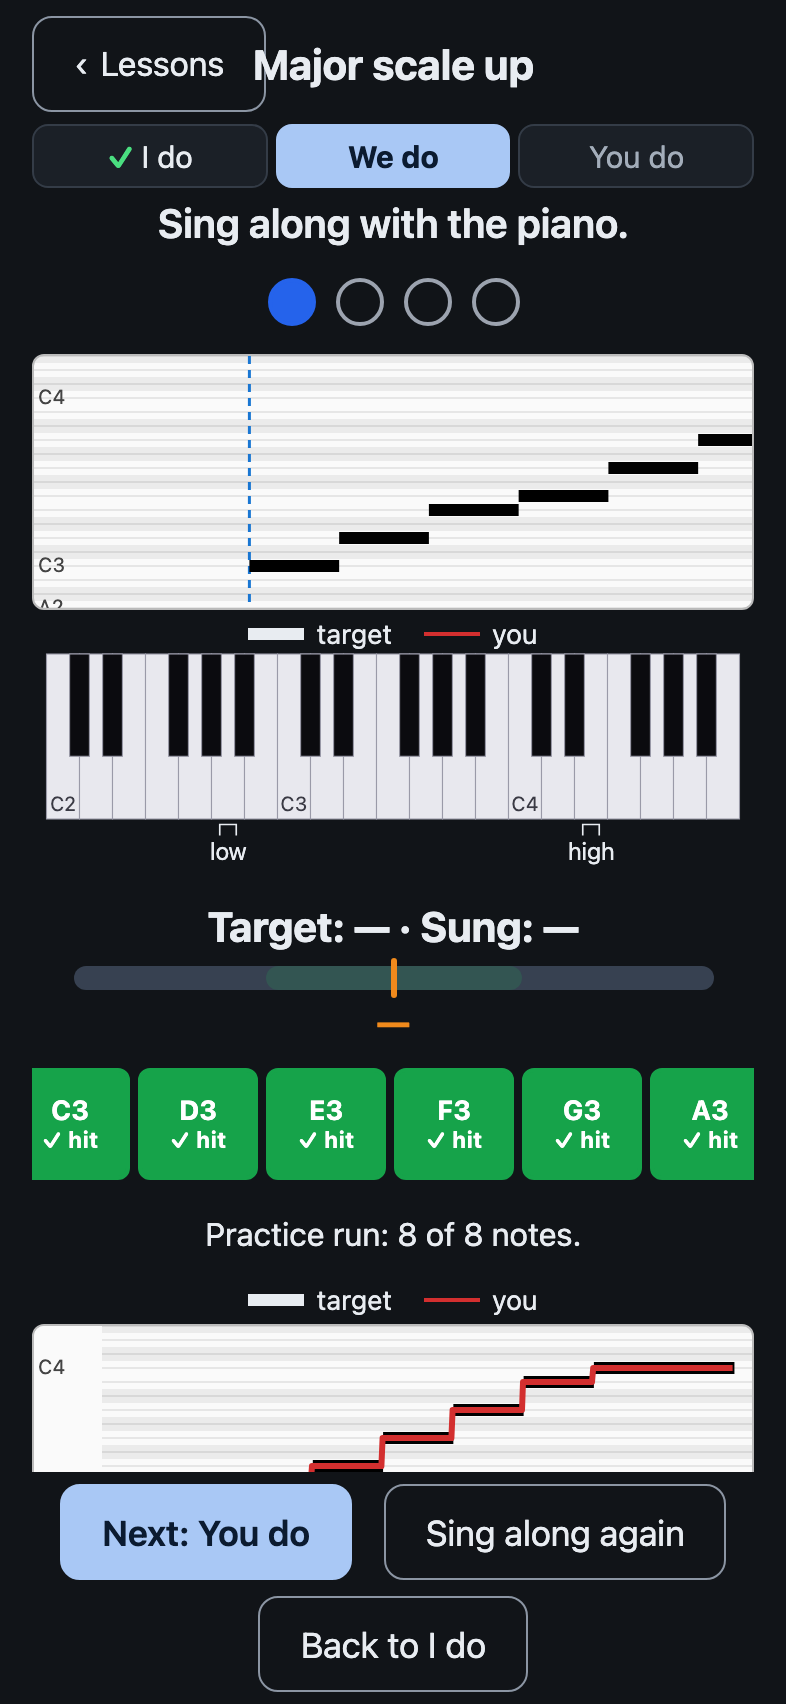 ‹ Lessons Major scale up
✓ I do We do You do
Sing along with the piano.
C4
C3
A2
target you
C2 C3 C4
low high
Target: — · Sung: —
—
C3 D3 E3 F3 G3 A3
✓ hit ✓ hit ✓ hit ✓ hit ✓ hit ✓ hit
Practice run: 8 of 8 notes.
target you
C4
Next: You do Sing along again
Back to I do